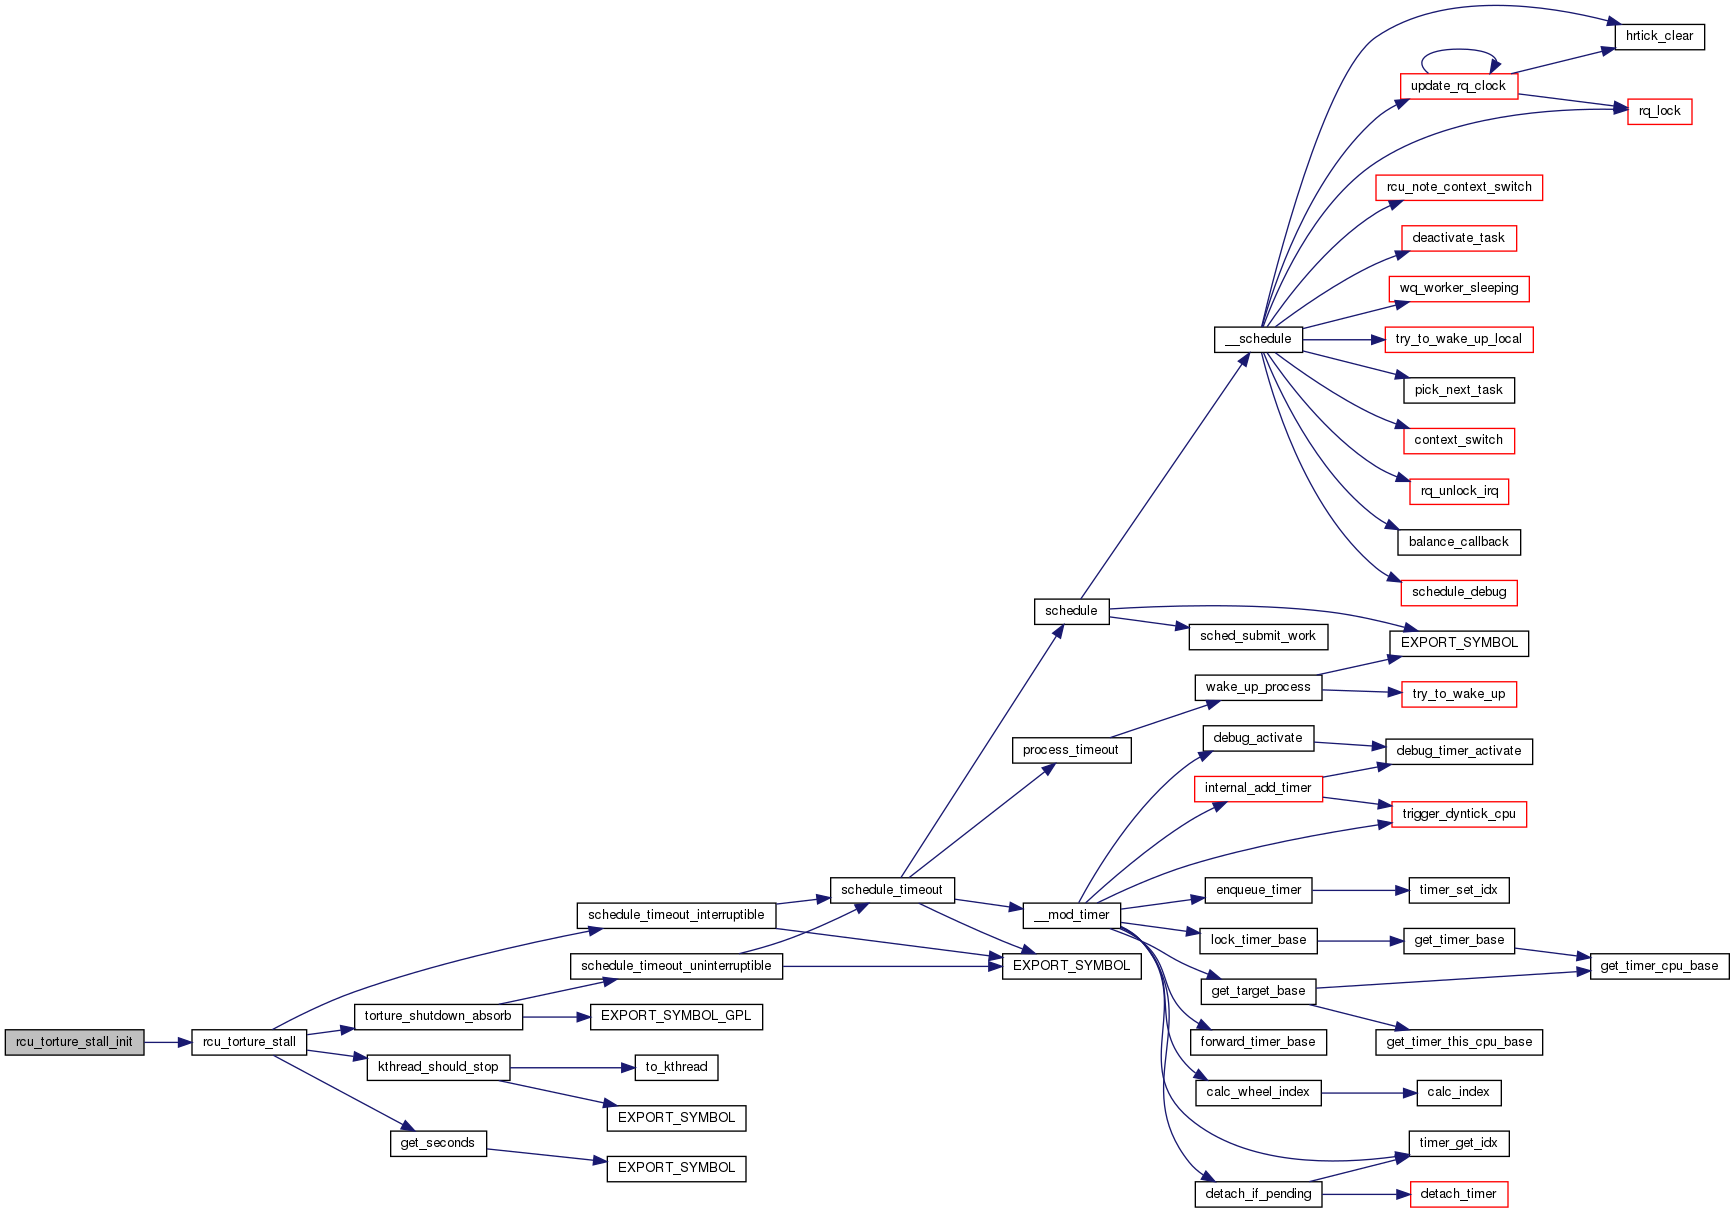 hrtick_clear
update_rq_clock
rq_lock
rcu_note_context_switch
deactivate_task
wq_worker_sleeping
__schedule
try_to_wake_up_local
pick_next_task
context_switch
rq_unlock_irq
balance_callback
schedule_debug
schedule
sched_submit_work
EXPORT_SYMBOL
wake_up_process
try_to_wake_up
debug_activate
process_timeout
debug_timer_activate
internal_add_timer
trigger_dyntick_cpu
schedule_timeout
enqueue_timer
timer_set_idx
schedule_timeout_interruptible
__mod_timer
lock_timer_base
get_timer_base
schedule_timeout_uninterruptible
EXPORT_SYMBOL
get_timer_cpu_base
get_target_base
torture_shutdown_absorb
EXPORT_SYMBOL_GPL
rcu_torture_stall_init
rcu_torture_stall
forward_timer_base
get_timer_this_cpu_base
kthread_should_stop
to_kthread
calc_wheel_index
calc_index
EXPORT_SYMBOL
get_seconds
timer_get_idx
EXPORT_SYMBOL
detach_if_pending
detach_timer